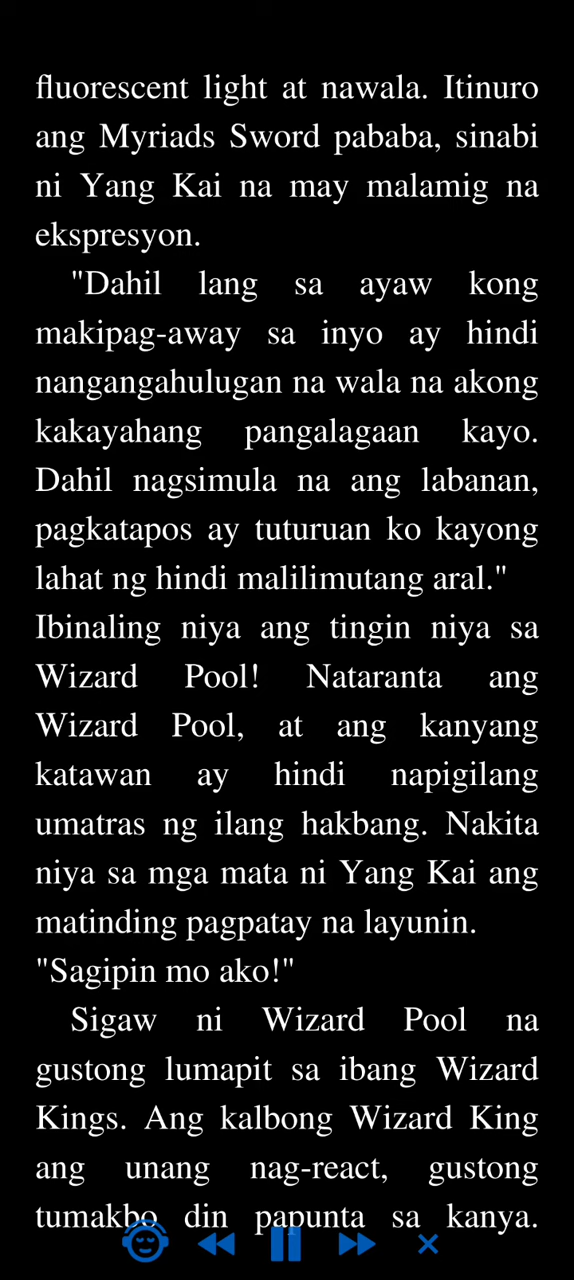 fluorescent light at nawala. Itinuro
ang Myriads Sword pababa, sinabi
ni Yang Kai na may malamig na
ekspresyon.
"Dahil lang sa ayaw kong
makipag-away sa inyo ay hindi
nangangahulugan na wala na akong
kakayahang pangalagaan kayo.
Dahil nagsimula na ang labanan,
pagkatapos ay tuturuan ko kayong
lahat ng hindi malilimutang aral."
Ibinaling niya ang tingin niya sa
Wizard Pool! Nataranta ang
Wizard Pool, at ang kanyang
katawan ay hindi napigilang
umatras ng ilang hakbang. Nakita
niya sa mga mata ni Yang Kai ang
matinding pagpatay na layunin.
"Sagipin mo ako!"
Sigaw ni Wizard Pool na
gustong lumapit sa ibang Wizard
Kings. Ang kalbong Wizard King
ang unang nag-react, gustong
tumakbo din papunta sa kanya.